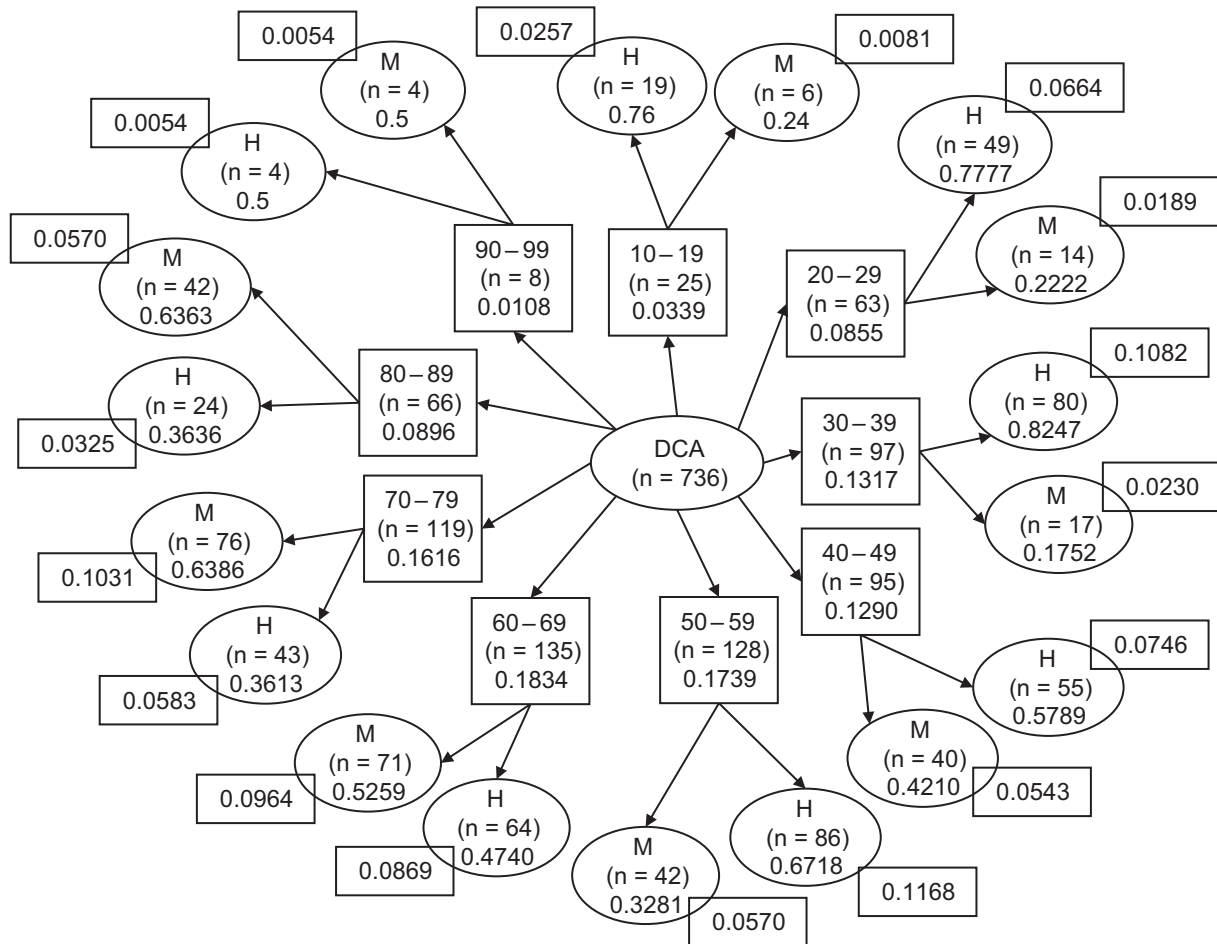 DCA
(n = 736)
10–19
(n = 25)
0.0339
H
(n = 19)
0.76
0.0257
M
(n = 6)
0.24
0.0081
20–29
(n = 63)
0.0855
H
(n = 49)
0.7777
0.0664
M
(n = 14)
0.2222
0.0189
30–39
(n = 97)
0.1317
H
(n = 80)
0.8247
0.1082
M
(n = 17)
0.1752
0.0230
40–49
(n = 95)
0.1290
H
(n = 55)
0.5789
0.0746
M
(n = 40)
0.4210
0.0543
50–59
(n = 128)
0.1739
H
(n = 86)
0.6718
0.1168
M
(n = 42)
0.3281
0.0570
60–69
(n = 135)
0.1834
H
(n = 64)
0.4740
0.0869
M
(n = 71)
0.5259
0.0964
70–79
(n = 119)
0.1616
H
(n = 43)
0.3613
0.0583
M
(n = 76)
0.6386
0.1031
80–89
(n = 66)
0.0896
H
(n = 24)
0.3636
0.0325
M
(n = 42)
0.6363
0.0570
90–99
(n = 8)
0.0108
H
(n = 4)
0.5
0.0054
M
(n = 4)
0.5
0.0054